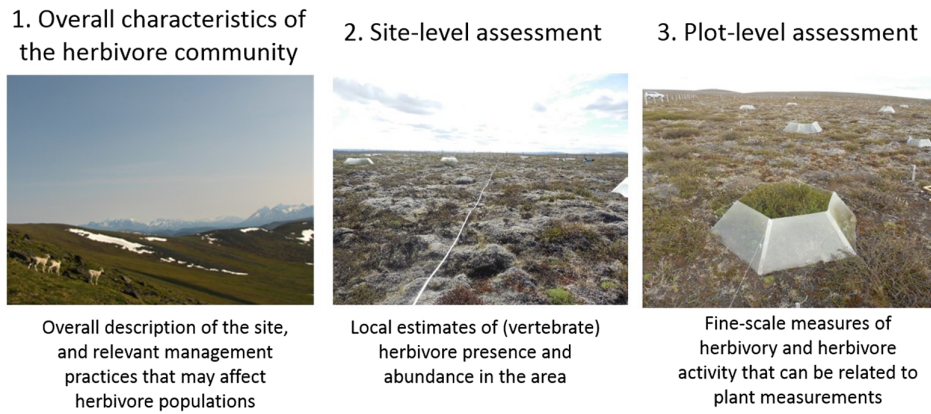 1. Overall characteristics of
the herbivore community
2. Site-level assessment
3. Plot-level assessment
Overall description of the site,
and relevant management
practices that may affect
herbivore populations
Local estimates of (vertebrate)
herbivore presence and
abundance in the area
Fine-scale measures of
herbivory and herbivore
activity that can be related to
plant measurements